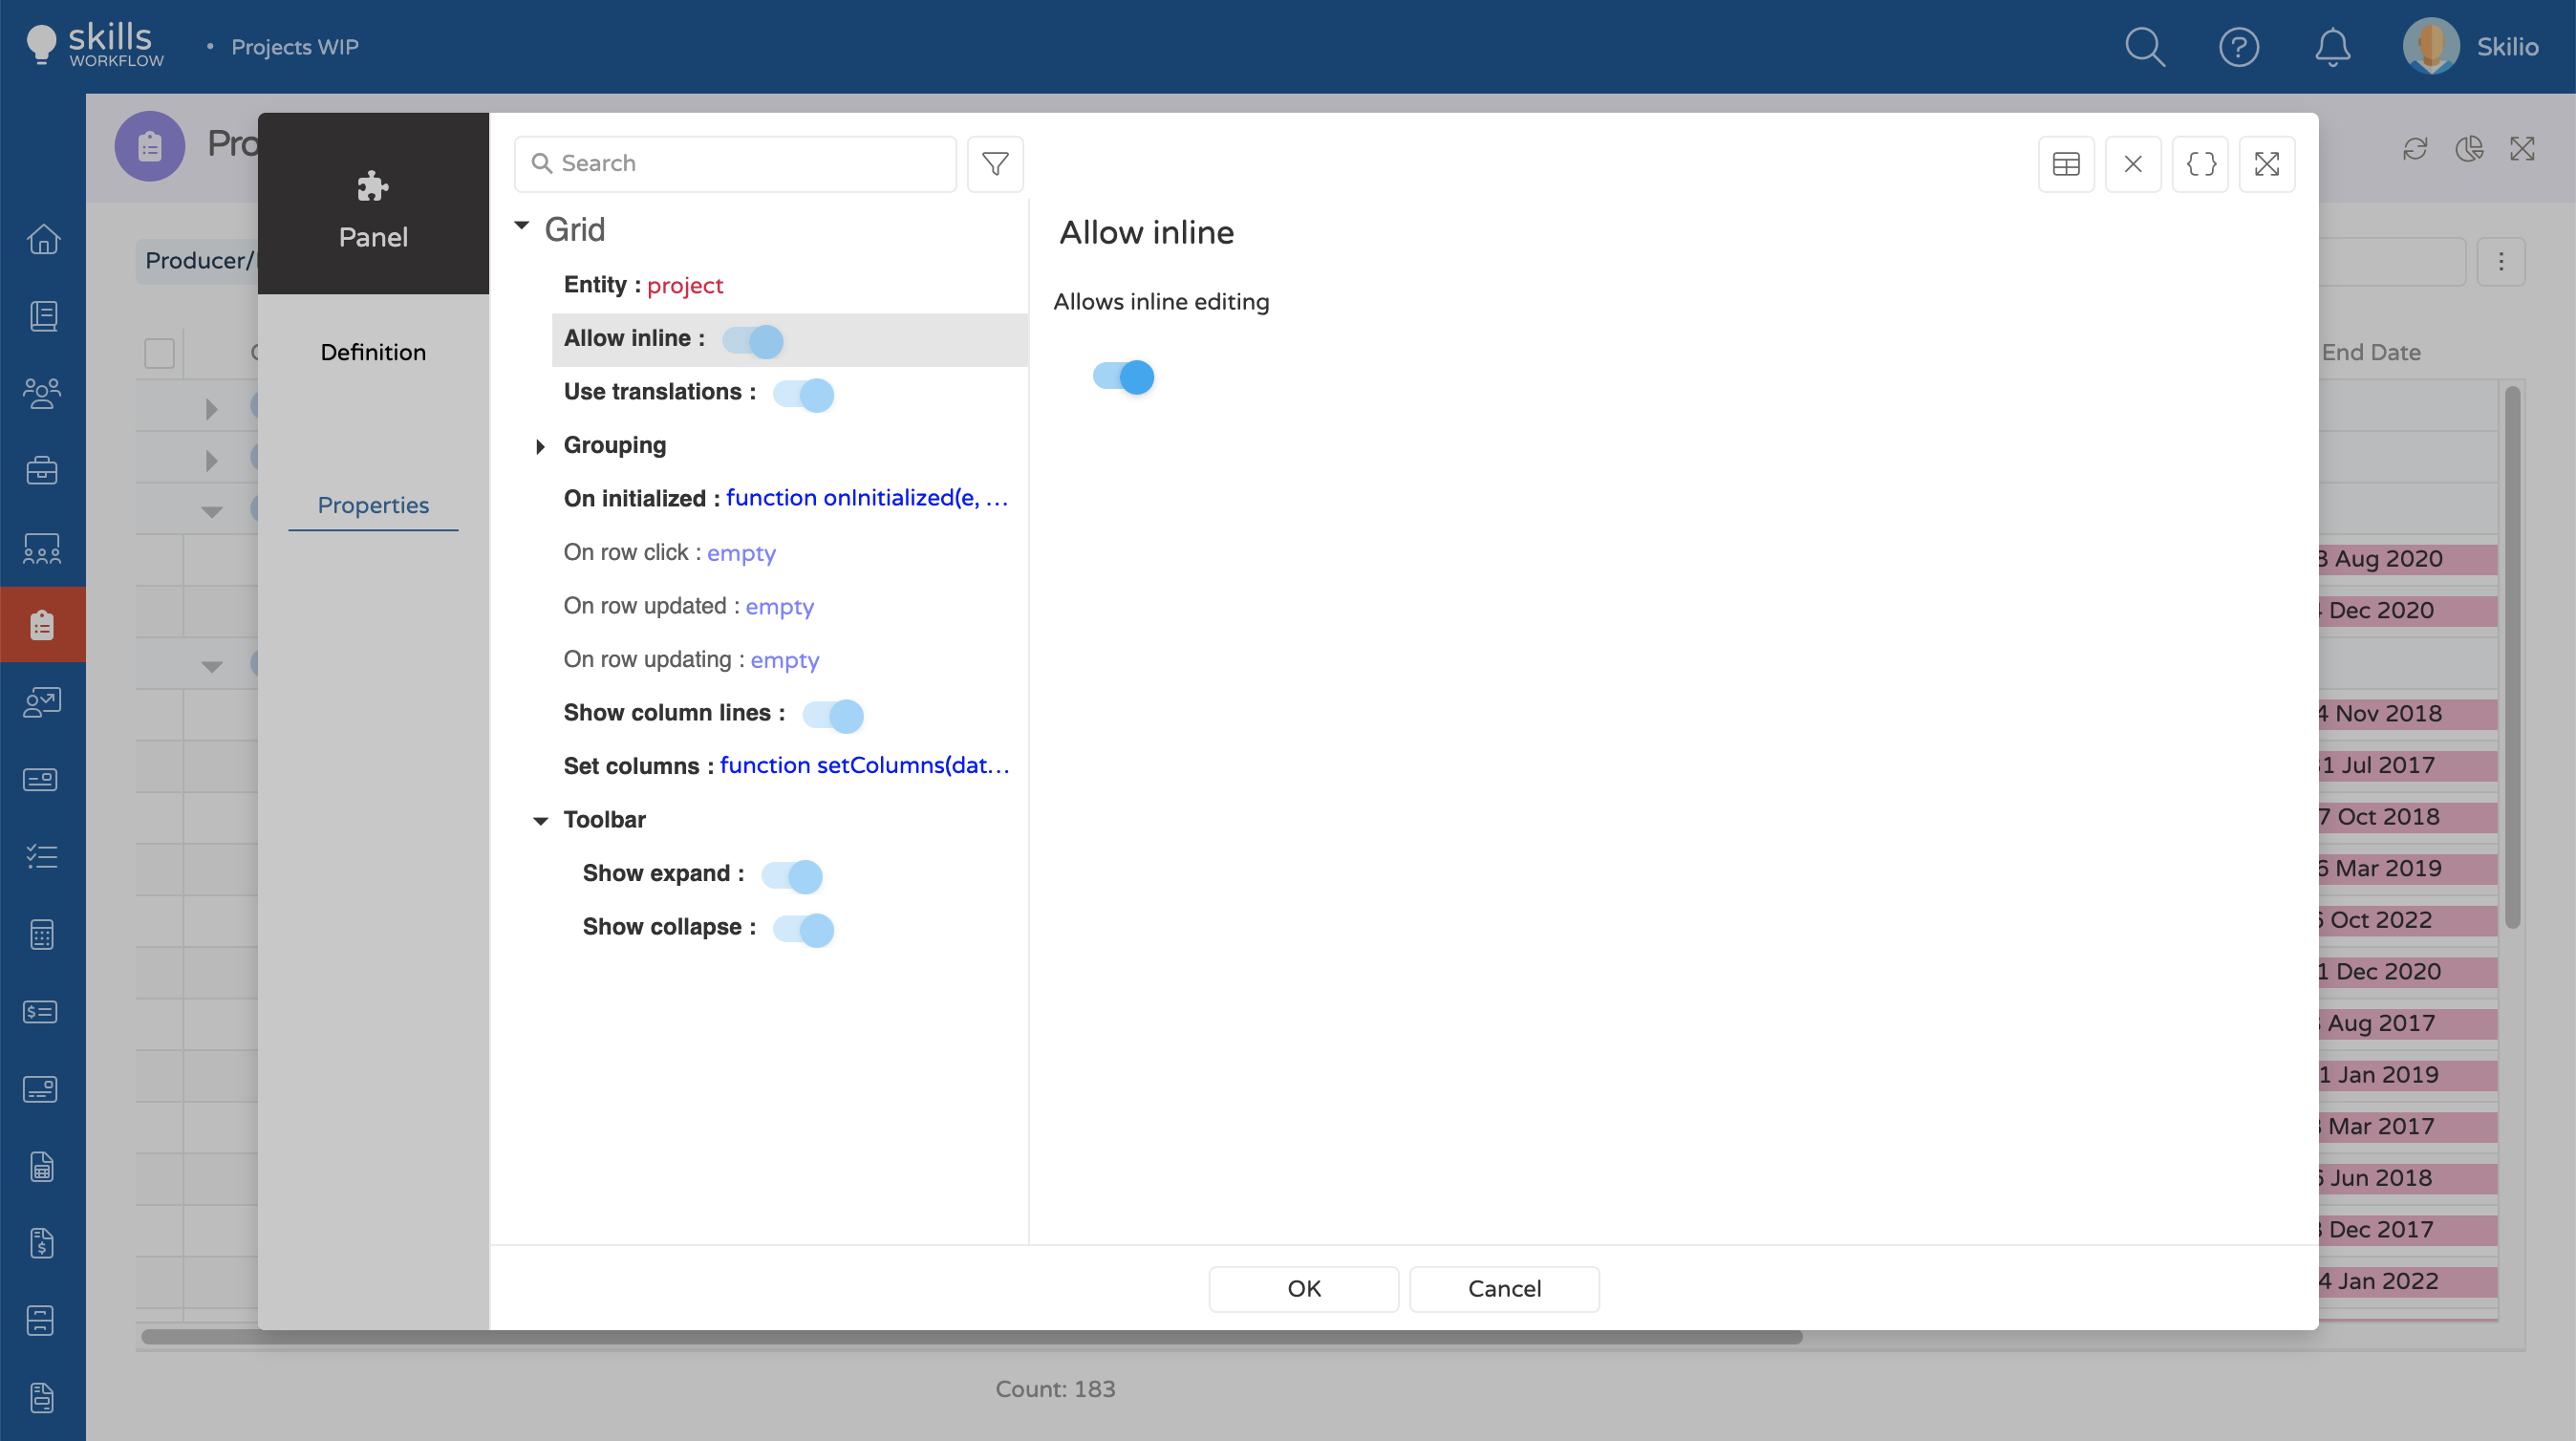 skills
WORKFLOW
• Projects WIP
Skilio
Pro
Panel
Search
Grid
Allow inline
Producer/
Entity : project
Allows inline editing
Allow inline :
Definition
End Date
Use translations :
Grouping
On initialized : function onInitialized(e, ...
Properties
On row click : empty
Aug 2020
On row updated : empty
Dec 2020
On row updating : empty
Show column lines :
4 Nov 2018
Set columns : function setColumns(dat...
1 Jul 2017
Toolbar
7 Oct 2018
Show expand :
6 Mar 2019
Show collapse :
Oct 2022
1 Dec 2020
Aug 2017
1 Jan 2019
Mar 2017
Jun 2018
Dec 2017
4 Jan 2022
OK
Cancel
Count: 183